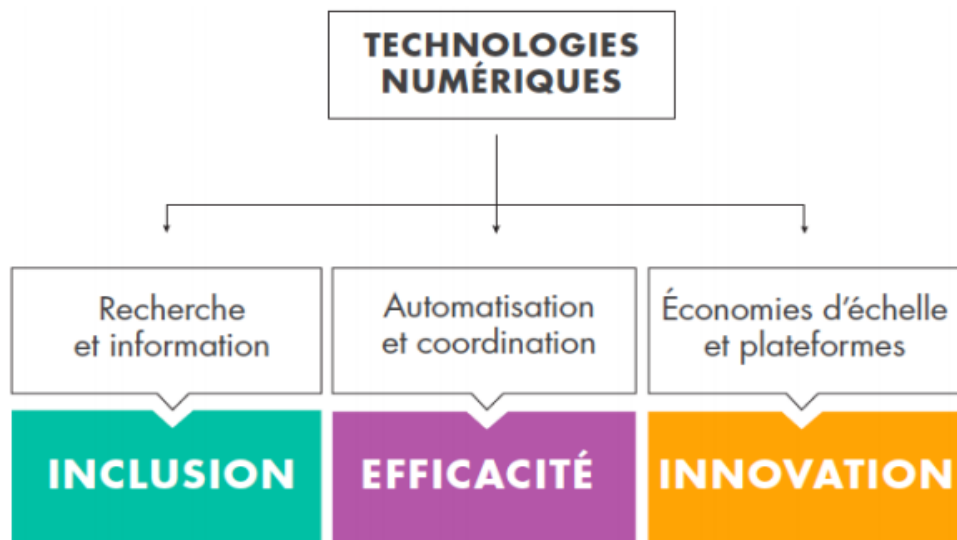 TECHNOLOGIES
NUMÉRIQUES
Recherche
et information
Automatisation
et coordination
Économies d'échelle
et plateformes
INCLUSION
EFFICACITÉ
INNOVATION